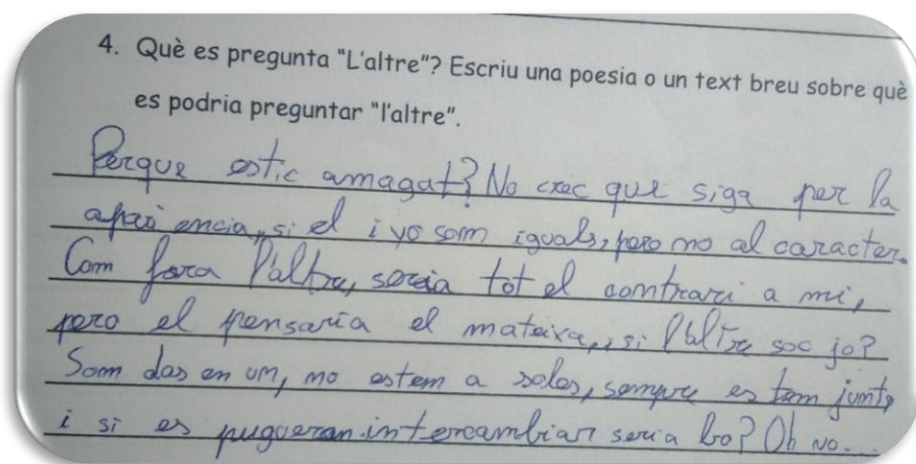 4. Què es pregunta “L'altre”? Escriu una poesia o un text breu sobre què
es podria preguntar “l'altre”.
Perque estic amagat? No crec que siga per la
apariencia, si el i yo som iguals, pero no al caracter.
Com fora l'altre, seria tot el contrari a mi,
pero el pensaria el mateixa, i si l'altre soc jo?
Som dos en un, no estem a soles, sempre estem junts
i si es pugueran intercambiar seria bo? Oh no...